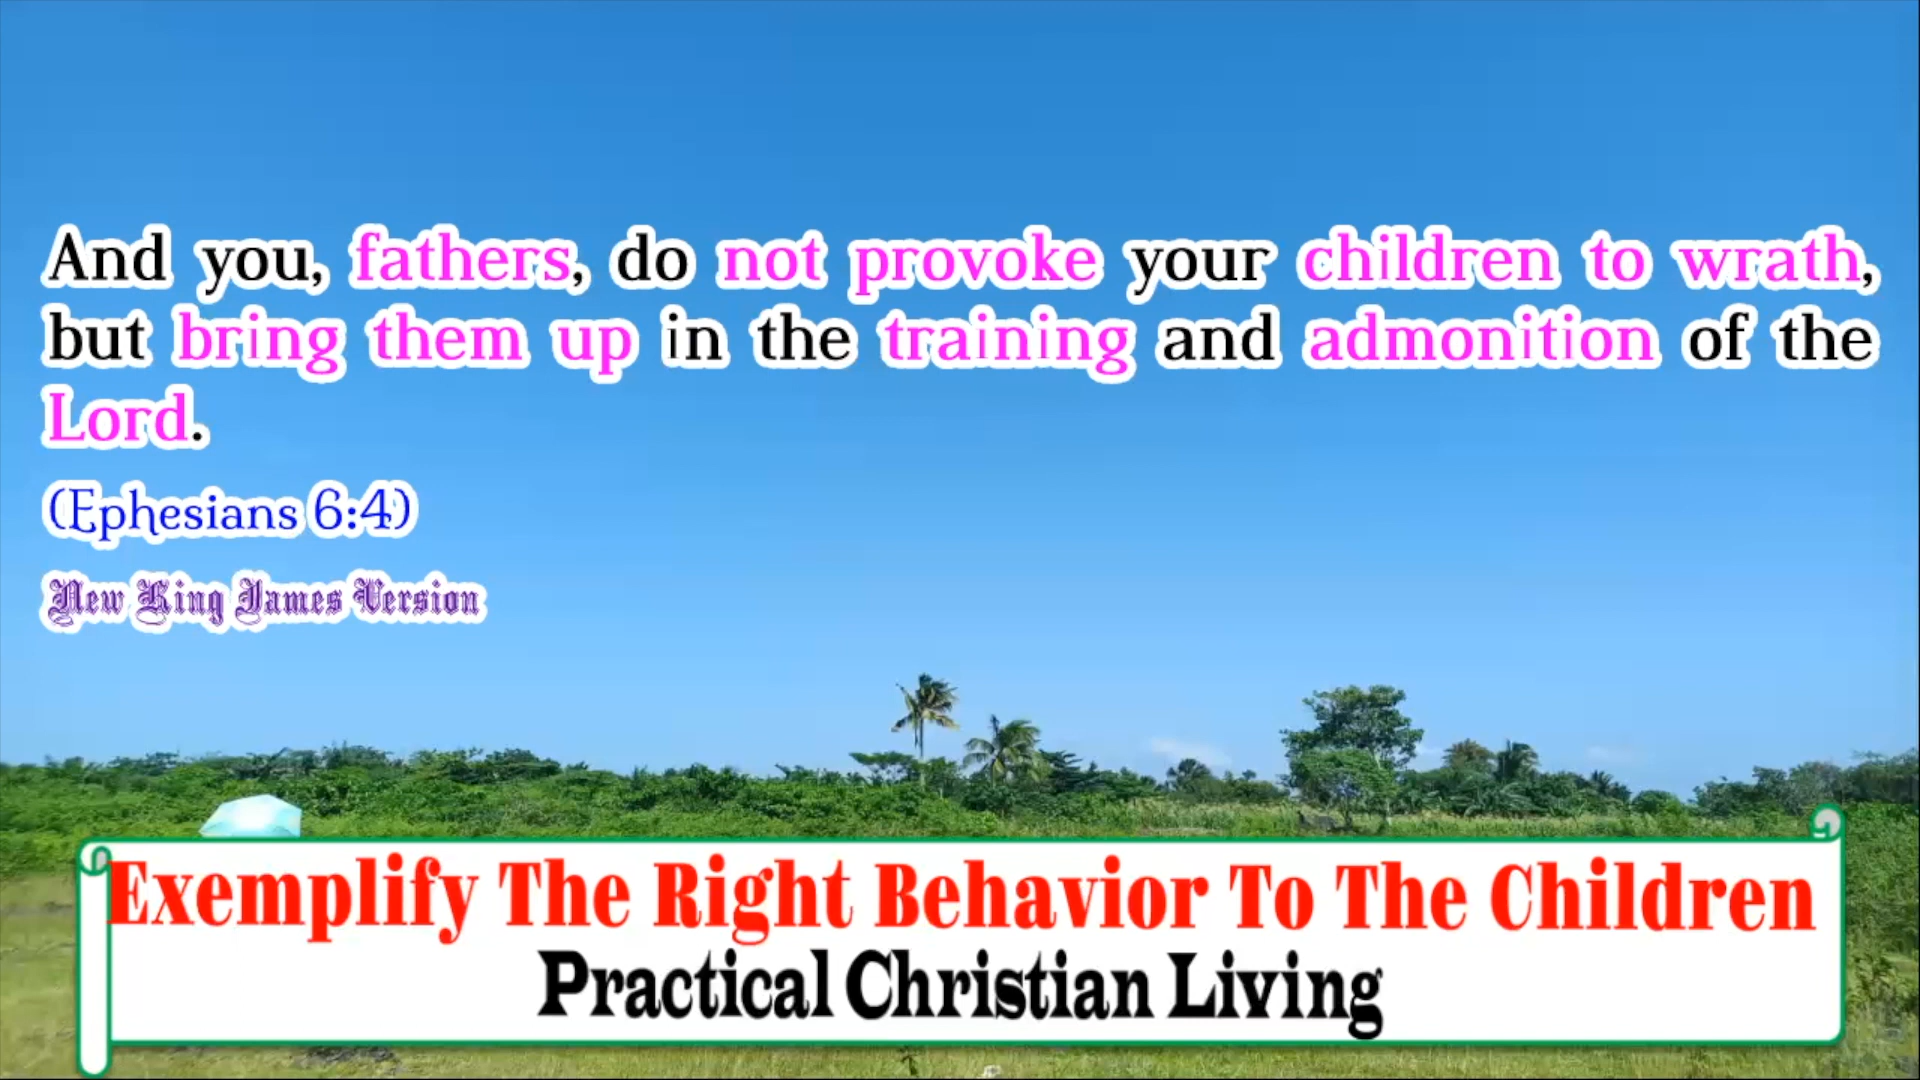 And you, fathers, do not provoke your children to wrath,
but bring them up in the training and admonition of the
Lord.
(Ephesians 6:4)
New King James Version
Exemplify The Right Behavior To The Children
Practical Christian Living